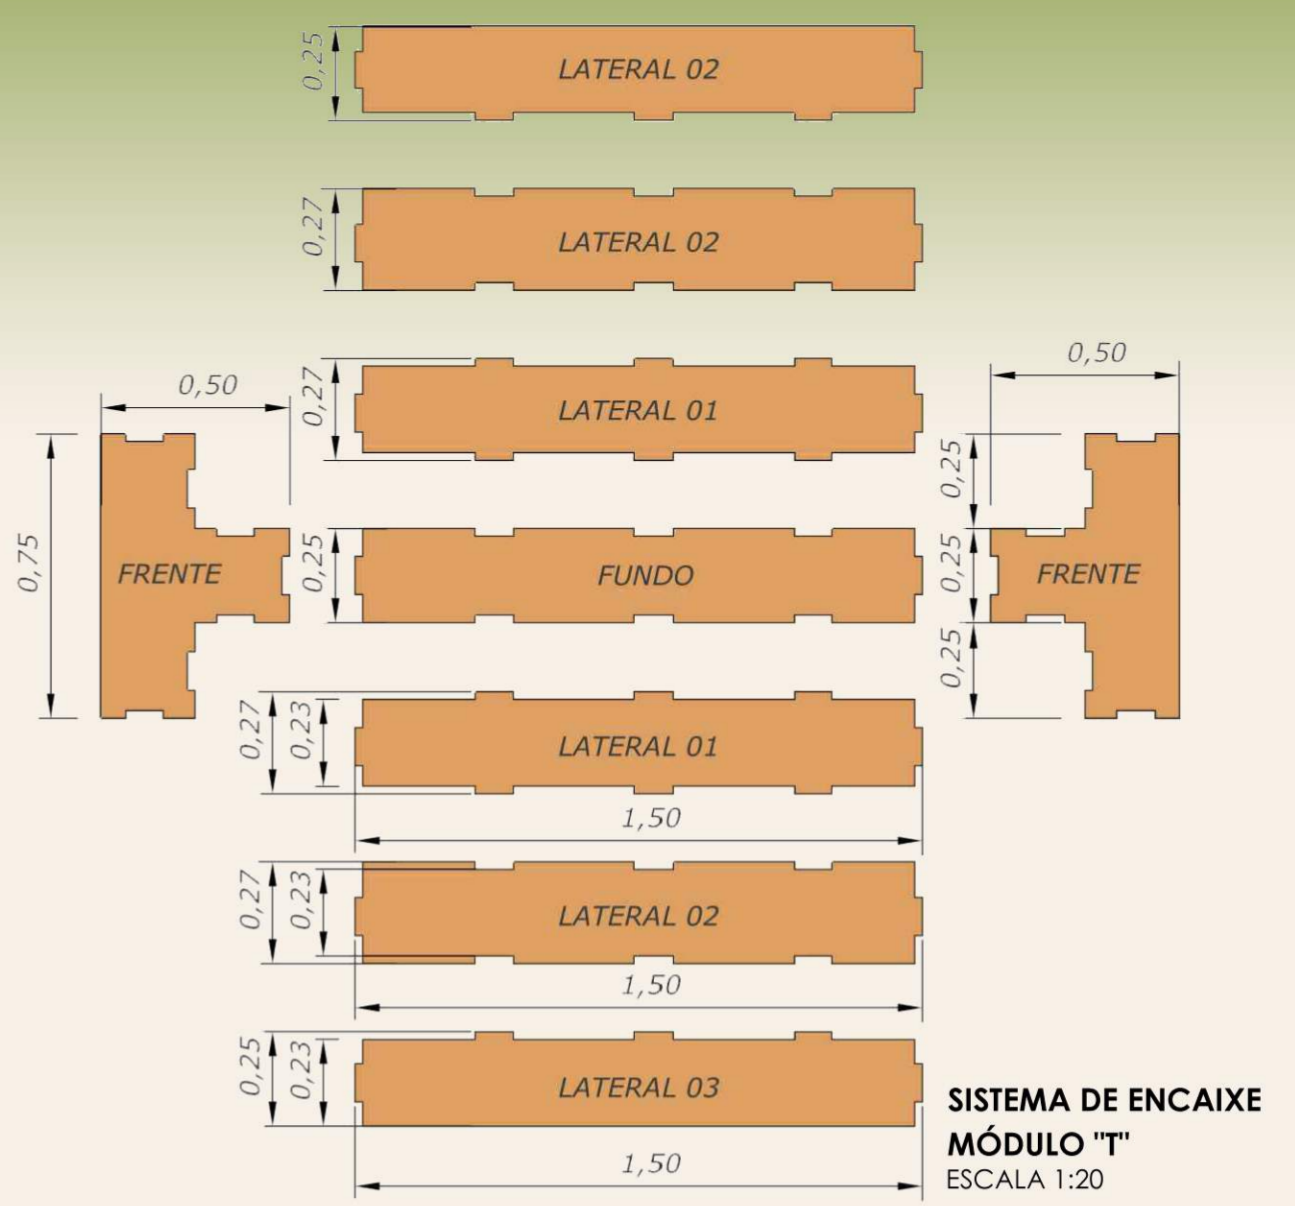 0,25
LATERAL 02
0,27
LATERAL 02
0,27
LATERAL 01
0,50
0,75
FRENTE
0,25
FUNDO
0,50
0,25
0,25
0,25
FRENTE
0,27
0,23
LATERAL 01
1,50
0,27
0,23
LATERAL 02
1,50
0,25
0,23
LATERAL 03
1,50
SISTEMA DE ENCAIXE
MÓDULO "T"
ESCALA 1:20